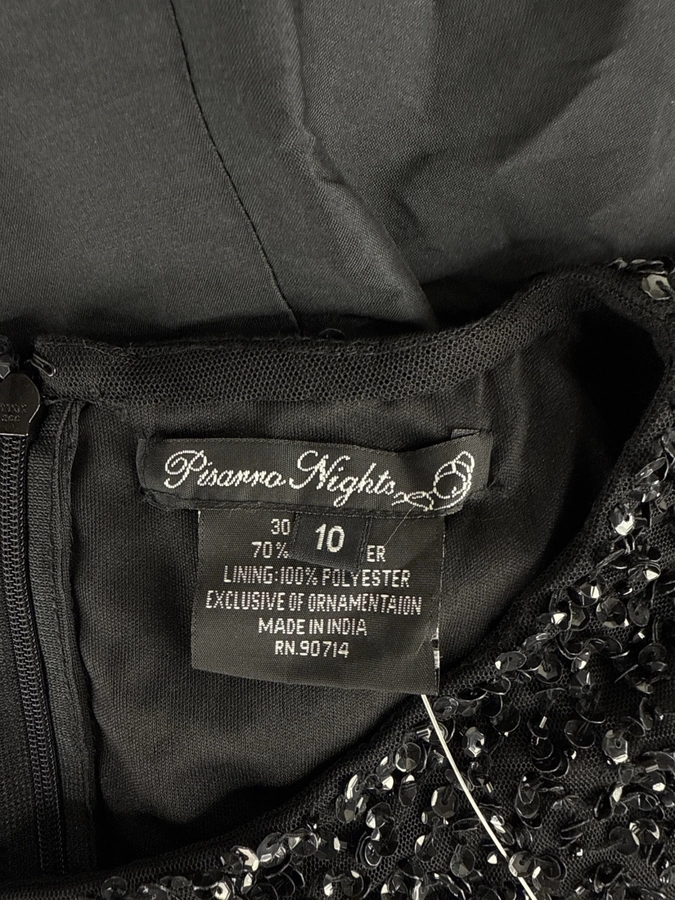 Pisarro Nights
10
30
70% ER
LINING:100% POLYESTER
EXCLUSIVE OF ORNAMENTAION
MADE IN INDIA
RN.90714